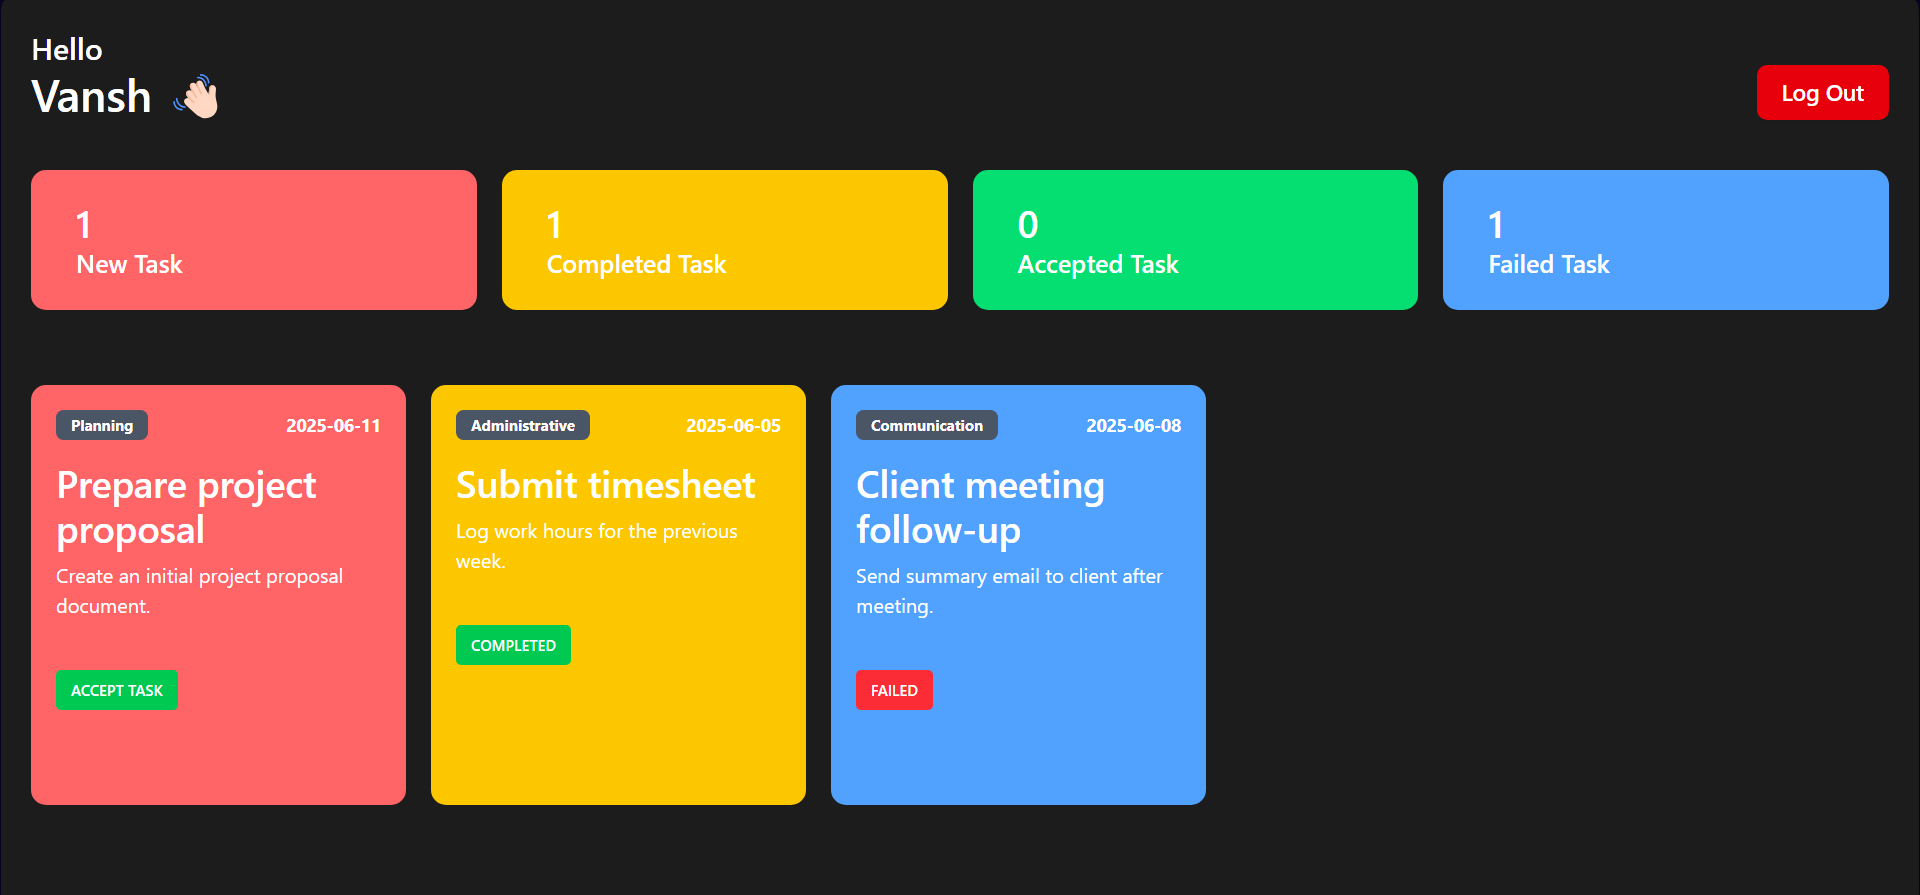 Hello
Vansh 👋🏻
Log Out
1
New Task
1
Completed Task
0
Accepted Task
1
Failed Task
Planning
2025-06-11
Prepare project
proposal
Create an initial project proposal
document.
ACCEPT TASK
Administrative
2025-06-05
Submit timesheet
Log work hours for the previous
week.
COMPLETED
Communication
2025-06-08
Client meeting
follow-up
Send summary email to client after
meeting.
FAILED